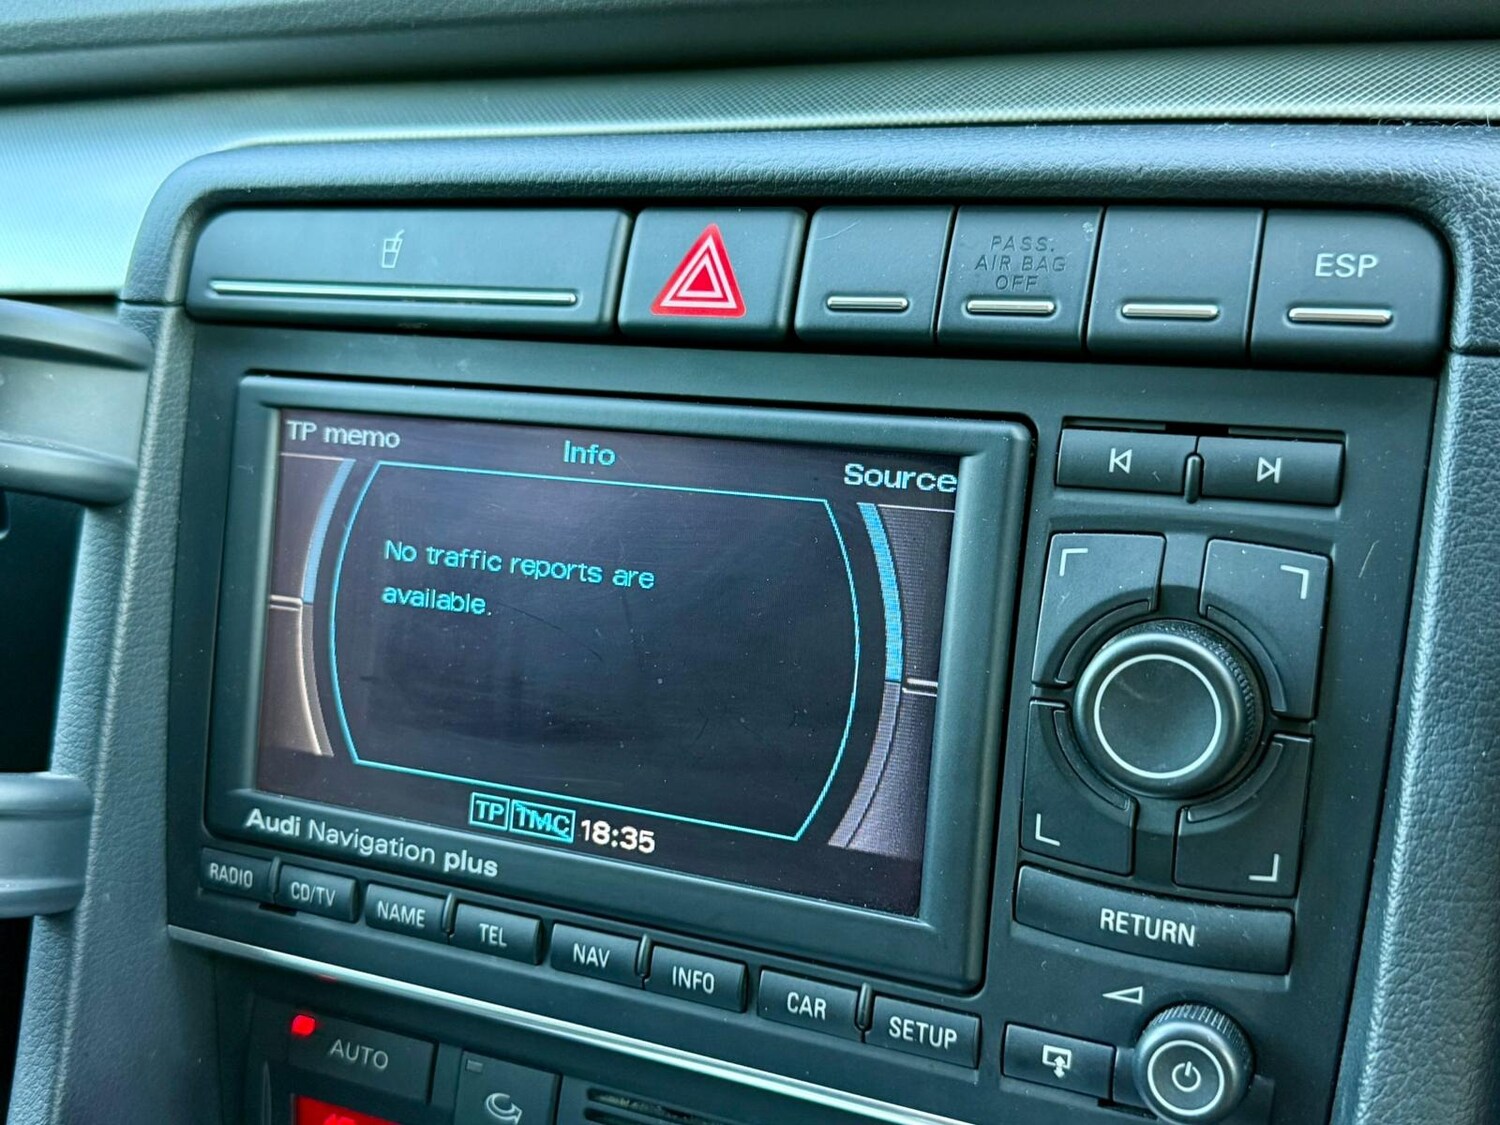 PASS.
AIR BAG
OFF
ESP
TP memo
Info
Source
No traffic reports are
available.
TP TMC 18:35
Audi Navigation plus
RADIO
CD/TV
NAME
TEL
NAV
INFO
CAR
SETUP
RETURN
AUTO